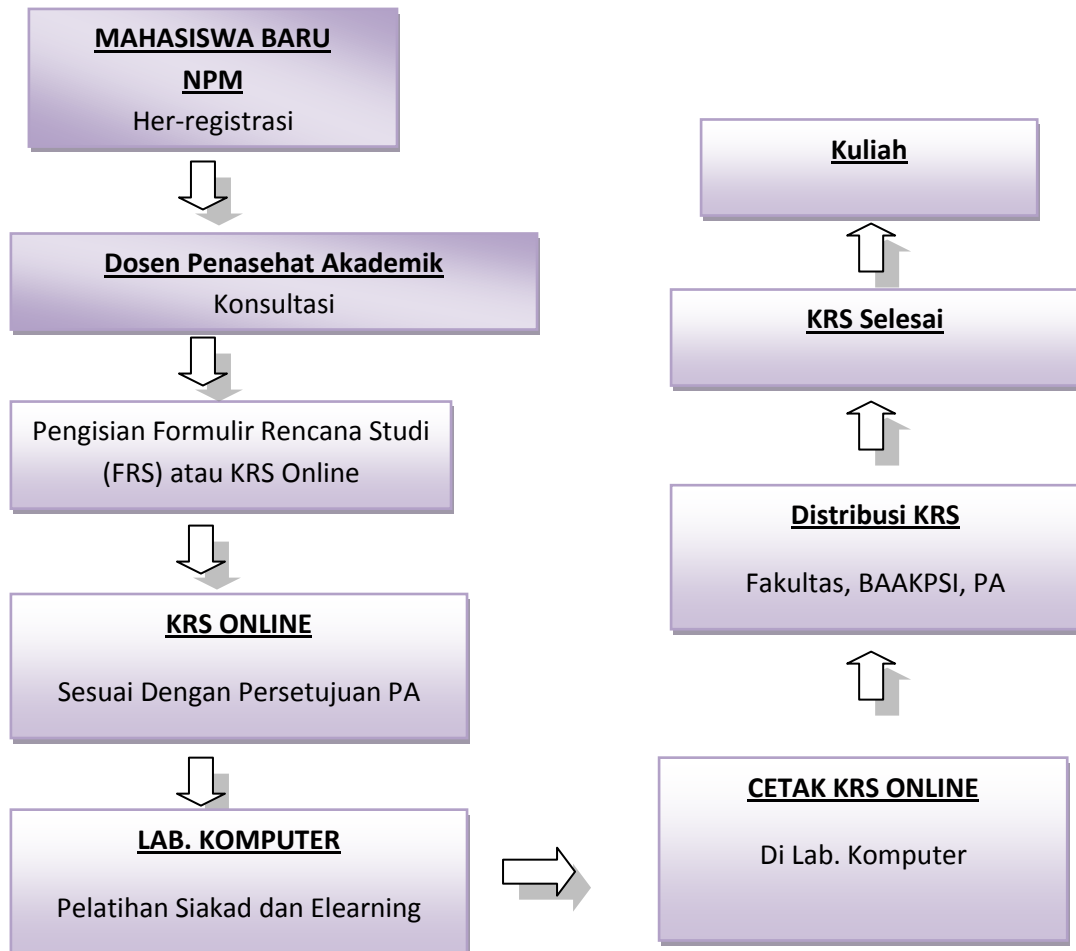 MAHASISWA BARU
NPM
Her-registrasi
Dosen Penasehat Akademik
Konsultasi
Pengisian Formulir Rencana Studi
(FRS) atau KRS Online
KRS ONLINE
Sesuai Dengan Persetujuan PA
LAB. KOMPUTER
Pelatihan Siakad dan Elearning
CETAK KRS ONLINE
Di Lab. Komputer
Distribusi KRS
Fakultas, BAAKPSI, PA
KRS Selesai
Kuliah